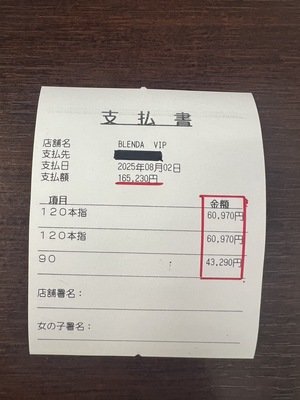 支払書
店舗名 BLENDA VIP
支払先
支払日 2025年08月02日
支払額 165,230円
項目 金額
120本指 60,970円
120本指 60,970円
90 43,290円
店舗署名：
女の子署名：